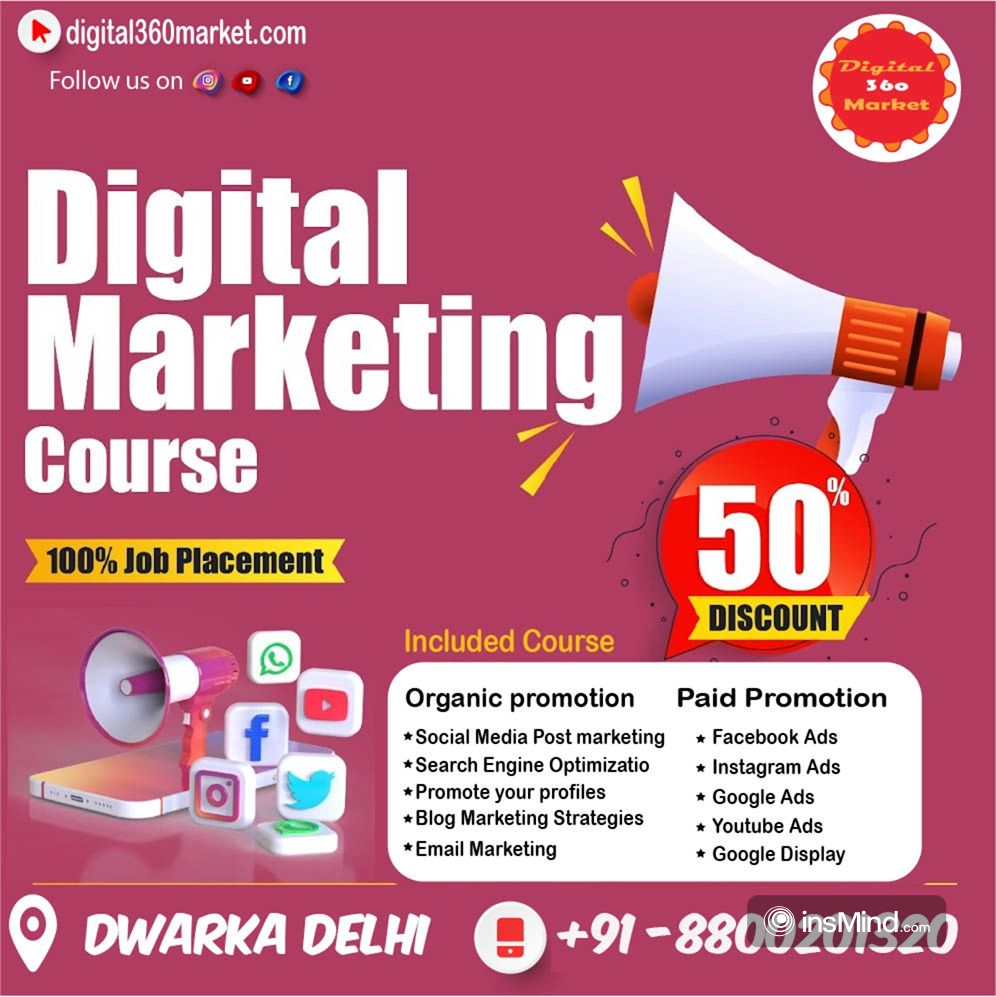 digital360market.com
Follow us on
Digital
360
Market
Digital
Marketing
Course
50%
DISCOUNT
100% Job Placement
Included Course
Organic promotion
*Social Media Post marketing
*Search Engine Optimizatio
*Promote your profiles
*Blog Marketing Strategies
*Email Marketing
Paid Promotion
★ Facebook Ads
★ Instagram Ads
★ Google Ads
★ Youtube Ads
★ Google Display
DWARKA DELHI
+91 -8800201320
insMind.com